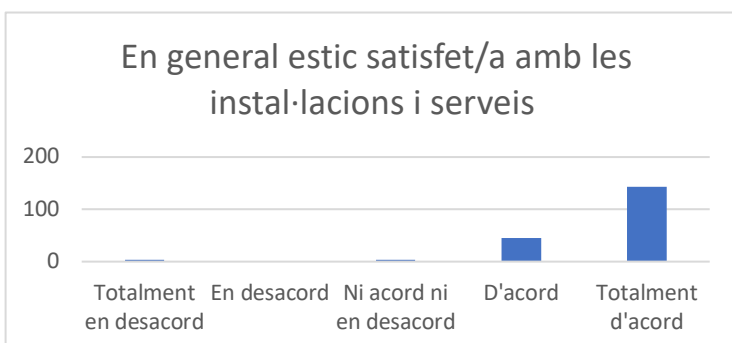 En general estic satisfet/a amb les
instal·lacions i serveis
200
100
0
Totalment
en desacord
En desacord
Ni acord ni
en desacord
D'acord
Totalment
d'acord